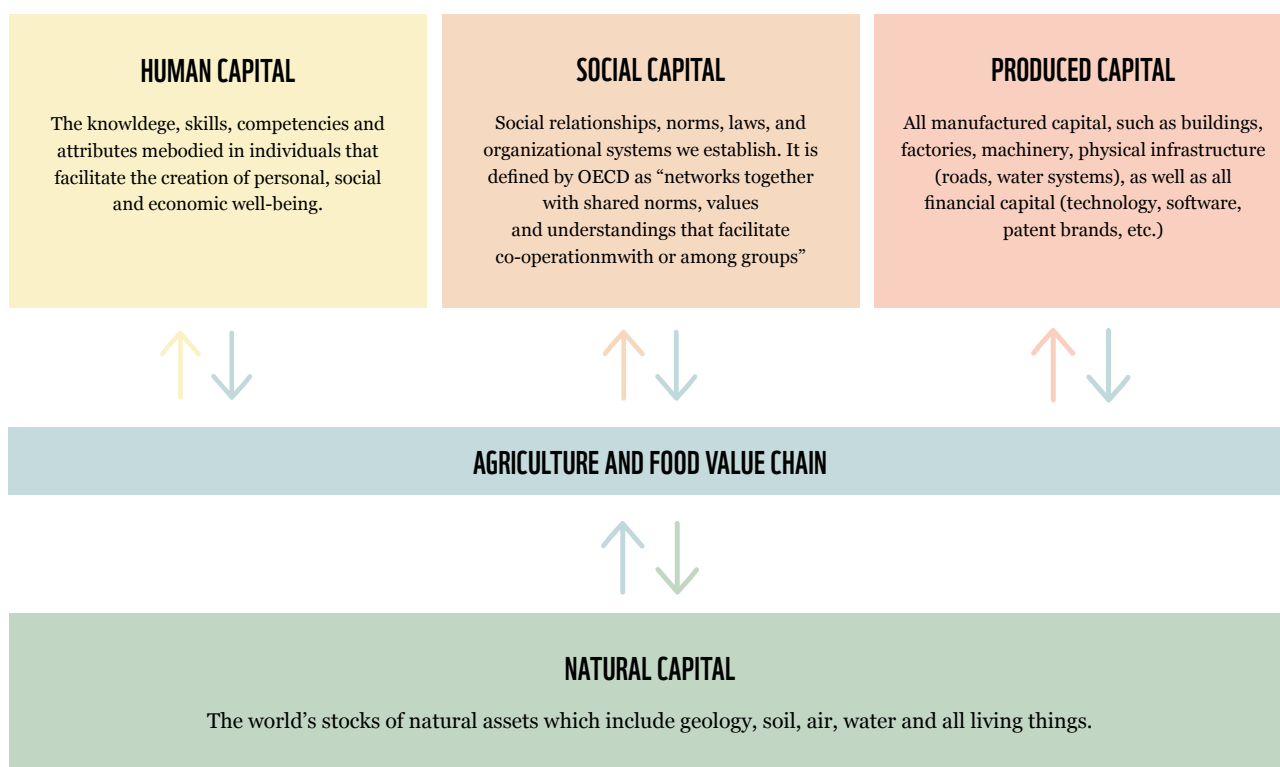 HUMAN CAPITAL
The knowldege, skills, competencies and
attributes mebodied in individuals that
facilitate the creation of personal, social
and economic well-being.
SOCIAL CAPITAL
Social relationships, norms, laws, and
organizational systems we establish. It is
defined by OECD as “networks together
with shared norms, values
and understandings that facilitate
co-operationmwith or among groups”
PRODUCED CAPITAL
All manufactured capital, such as buildings,
factories, machinery, physical infrastructure
(roads, water systems), as well as all
financial capital (technology, software,
patent brands, etc.)
AGRICULTURE AND FOOD VALUE CHAIN
NATURAL CAPITAL
The world’s stocks of natural assets which include geology, soil, air, water and all living things.